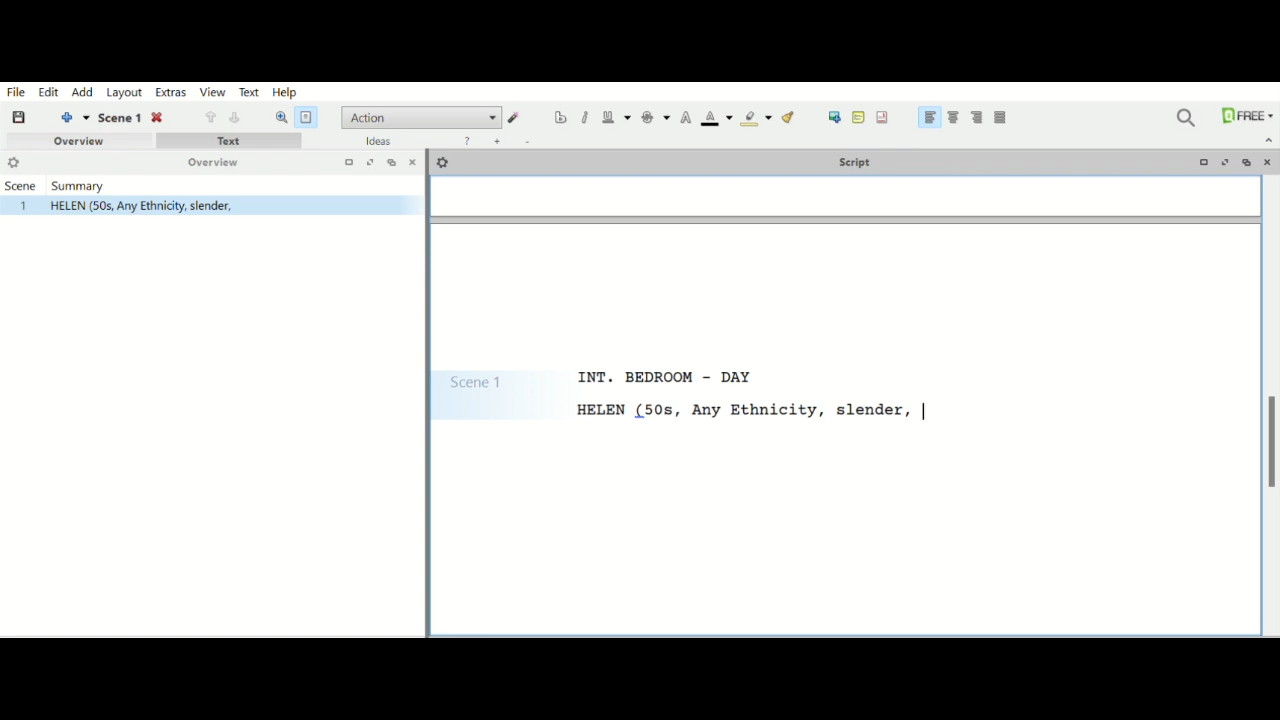 File Edit Add Layout Extras View Text Help
Scene 1 Action FREE
Overview Text Ideas ? + -
Overview Script
Scene Summary
1 HELEN (50s, Any Ethnicity, slender,
Scene 1 INT. BEDROOM - DAY
HELEN (50s, Any Ethnicity, slender,